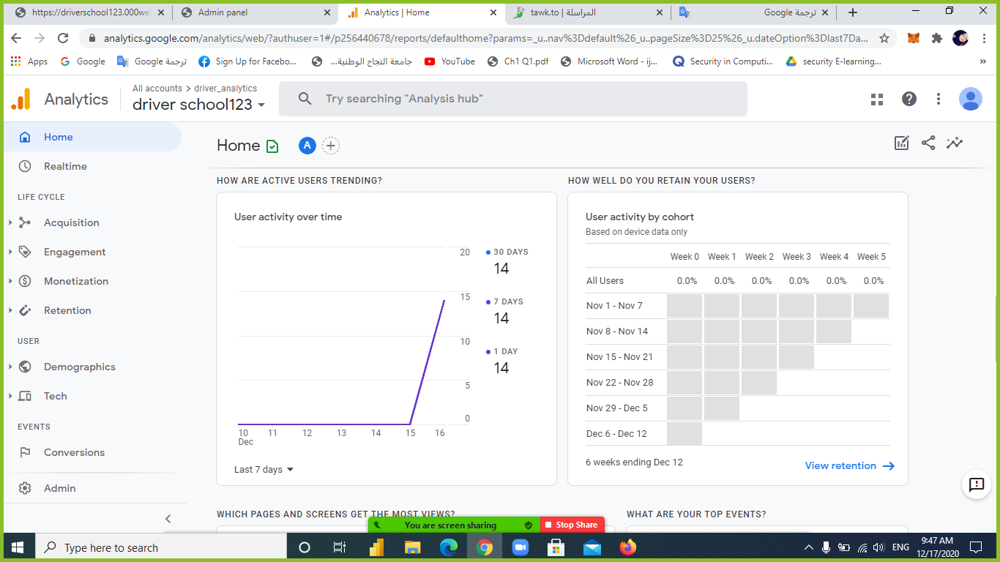 https://driverschool123.000we
Admin panel
Analytics | Home
tawk.to | المراسلة
ترجمة Google
analytics.google.com/analytics/web/?authuser=1#/p256440678/reports/defaulthome?params=_u..nav%3Ddefault%26_u..pageSize%3D25%26_u.dateOption%3Dlast7Da...
Apps
Google
ترجمة Google
Sign Up for Facebo...
جامعة النجاح الوطنية...
YouTube
Ch1 Q1.pdf
Microsoft Word - ij...
Security in Computi...
security E-learning...
»
Analytics
All accounts > driver_analytics
driver school123
Try searching "Analysis hub"
Home
Realtime
LIFE CYCLE
Acquisition
Engagement
Monetization
Retention
USER
Demographics
Tech
EVENTS
Conversions
Admin
Home
A
HOW ARE ACTIVE USERS TRENDING?
User activity over time
20
15
10
5
0
10 11 12 13 14 15 16
Dec
30 DAYS
14
7 DAYS
14
1 DAY
14
Last 7 days
HOW WELL DO YOU RETAIN YOUR USERS?
User activity by cohort
Based on device data only
Week 0 Week 1 Week 2 Week 3 Week 4 Week 5
All Users 0.0% 0.0% 0.0% 0.0% 0.0% 0.0%
Nov 1 - Nov 7
Nov 8 - Nov 14
Nov 15 - Nov 21
Nov 22 - Nov 28
Nov 29 - Dec 5
Dec 6 - Dec 12
6 weeks ending Dec 12
View retention
WHICH PAGES AND SCREENS GET THE MOST VIEWS?
WHAT ARE YOUR TOP EVENTS?
You are screen sharing
Stop Share
Type here to search
ENG
9:47 AM
12/17/2020